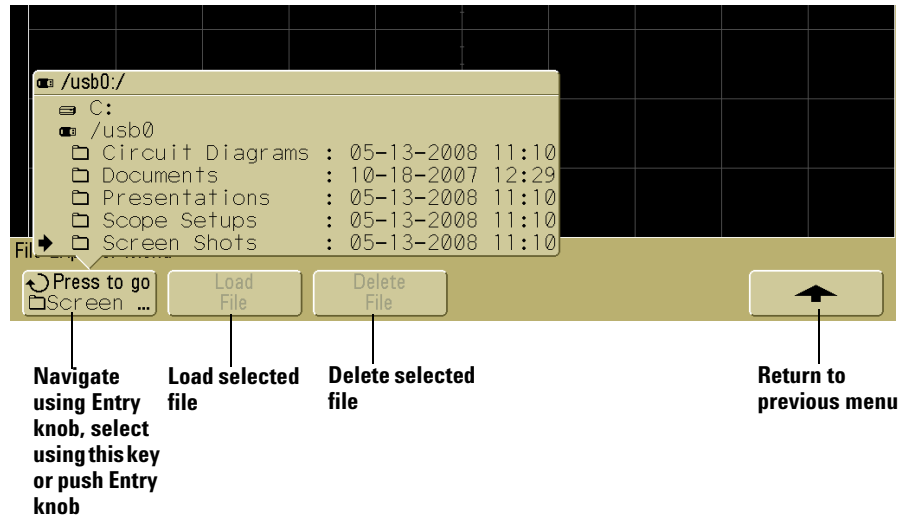 /usb0:/
C:
/usb0
Circuit Diagrams : 05-13-2008 11:10
Documents : 10-18-2007 12:29
Presentations : 05-13-2008 11:10
Scope Setups : 05-13-2008 11:10
Screen Shots : 05-13-2008 11:10
Press to go
Screen ...
Load
File
Delete
File
Navigate
using Entry
knob, select
using this key
or push Entry
knob
Load selected
file
Delete selected
file
Return to
previous menu